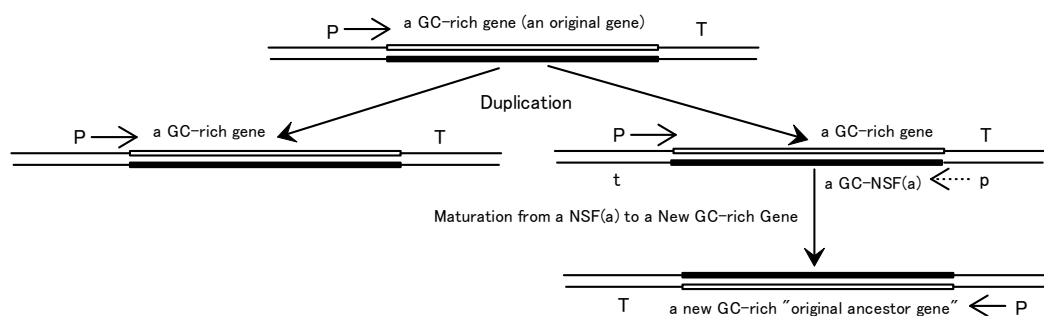 P a GC-rich gene (an original gene) T
Duplication
P a GC-rich gene T
P a GC-rich gene T
t a GC-NSF(a) p
Maturation from a NSF(a) to a New GC-rich Gene
T a new GC-rich "original ancestor gene" P